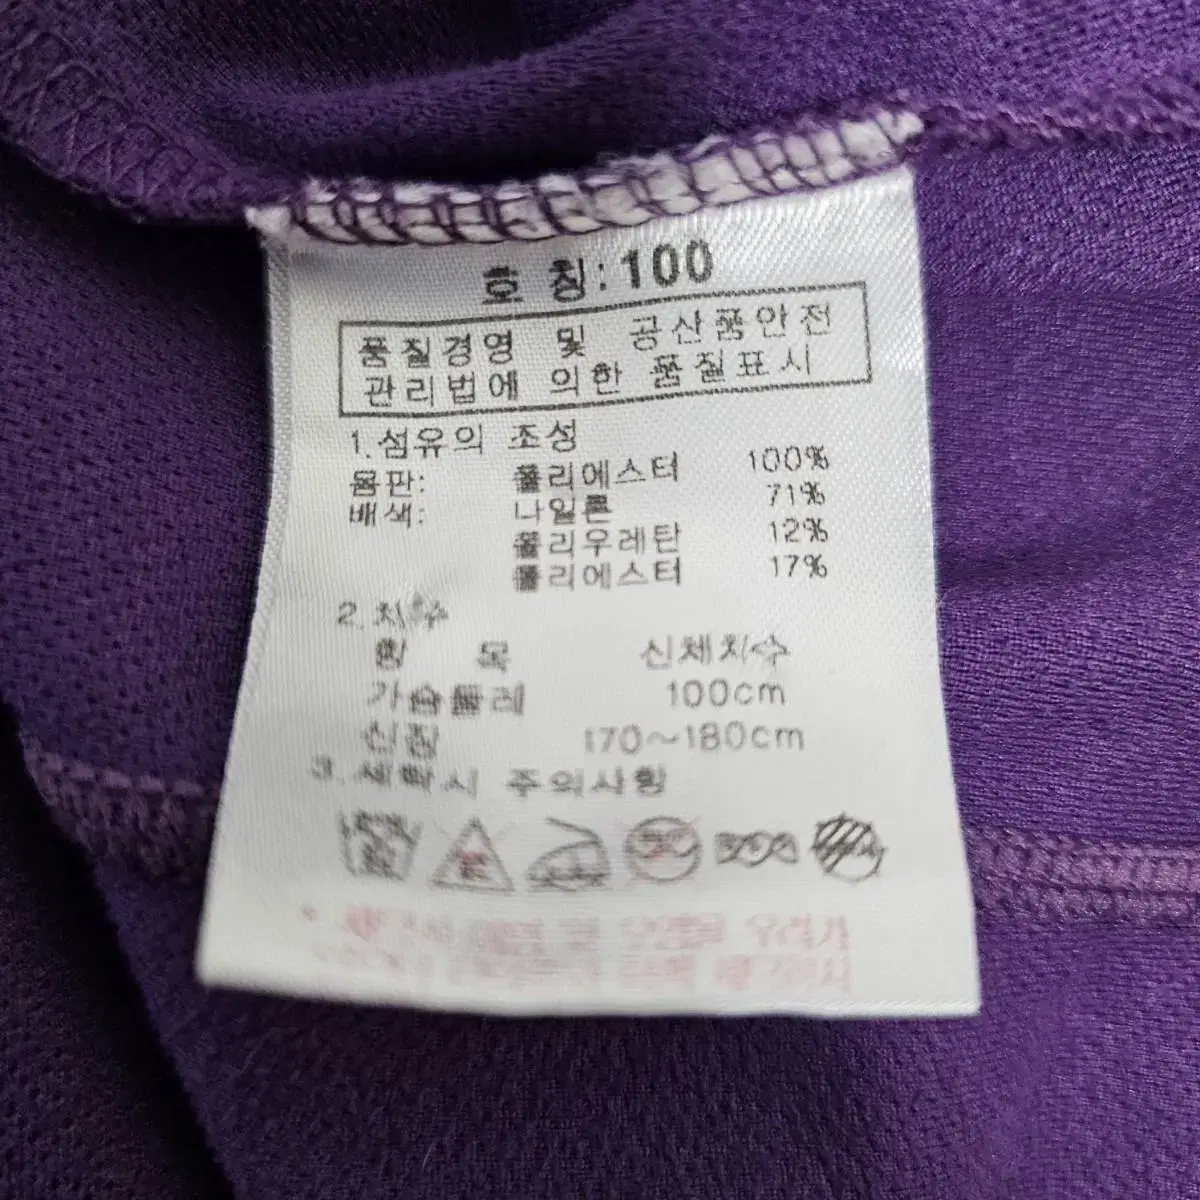 호 칭: 100
품질경영 및 공산품안전
관리법에 의한 품질표시
1. 섬유의 조성
몸판: 폴리에스터 100%
배색: 나일론 71%
폴리우레탄 12%
폴리에스터 17%
2. 치수
항 목 신체치수
가슴둘레 100cm
신장 170~180cm
3. 세탁시 주의사항
우려가